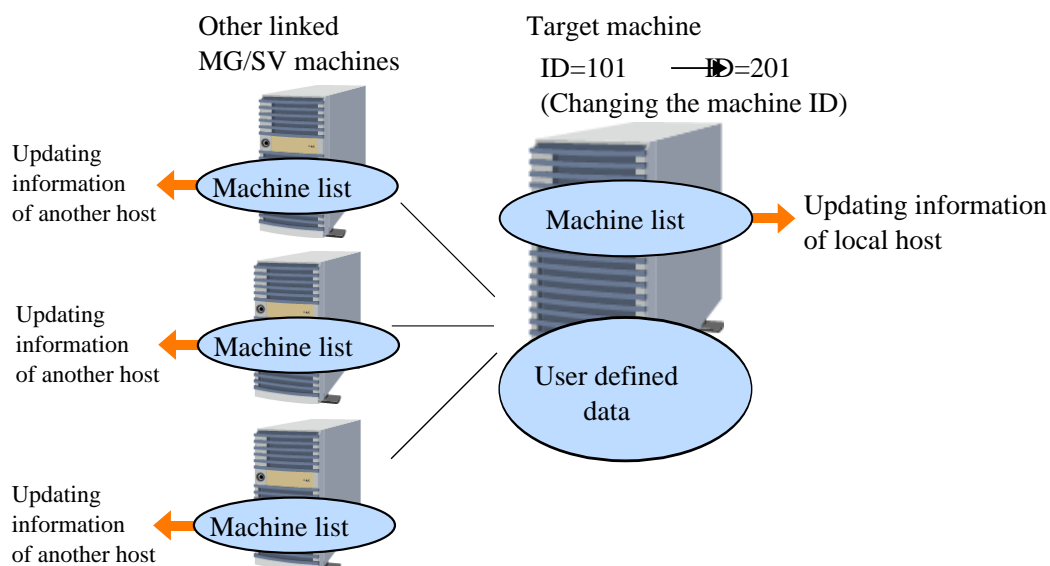 Other linked
MG/SV machines
Target machine
ID=101 ID=201
(Changing the machine ID)
Updating
information
of another host
Machine list
Machine list
Updating information
of local host
Updating
information
of another host
Machine list
User defined
data
Updating
information
of another host
Machine list